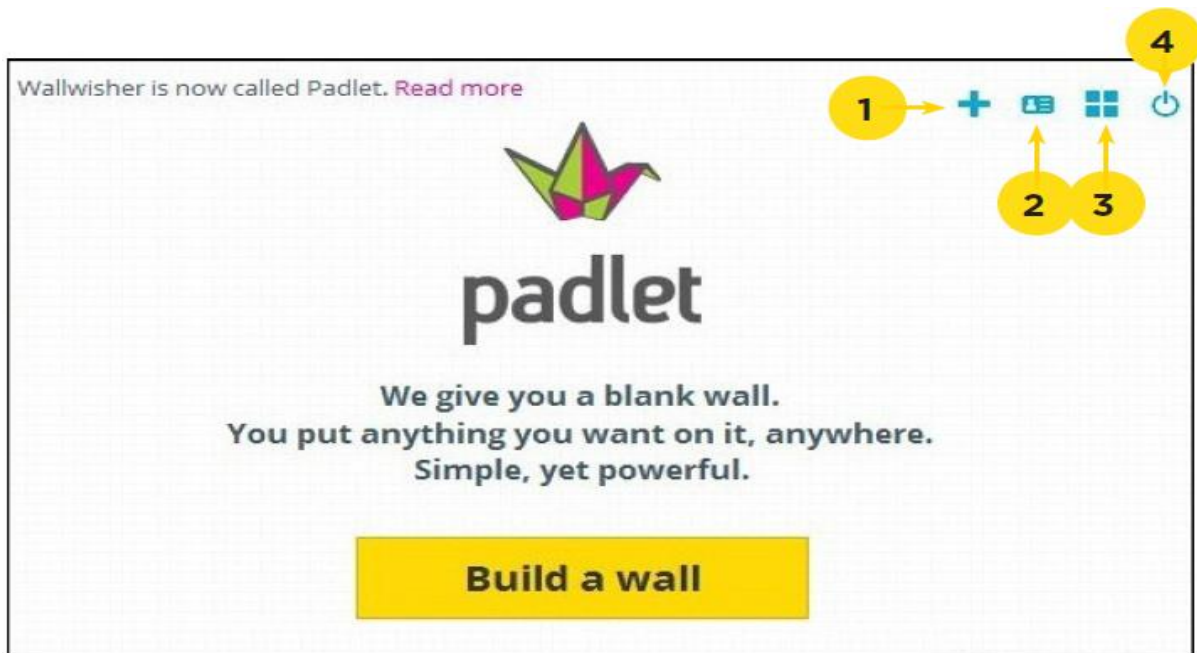 4
Wallwisher is now called Padlet. Read more
1
2 3
padlet
We give you a blank wall.
You put anything you want on it, anywhere.
Simple, yet powerful.
Build a wall